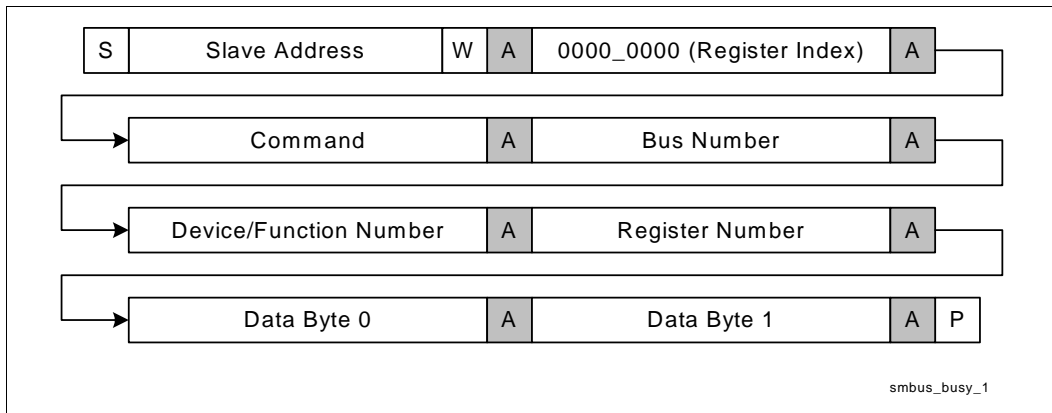 S Slave Address W A 0000_0000 (Register Index) A
Command A Bus Number A
Device/Function Number A Register Number A
Data Byte 0 A Data Byte 1 A P
smbus_busy_1